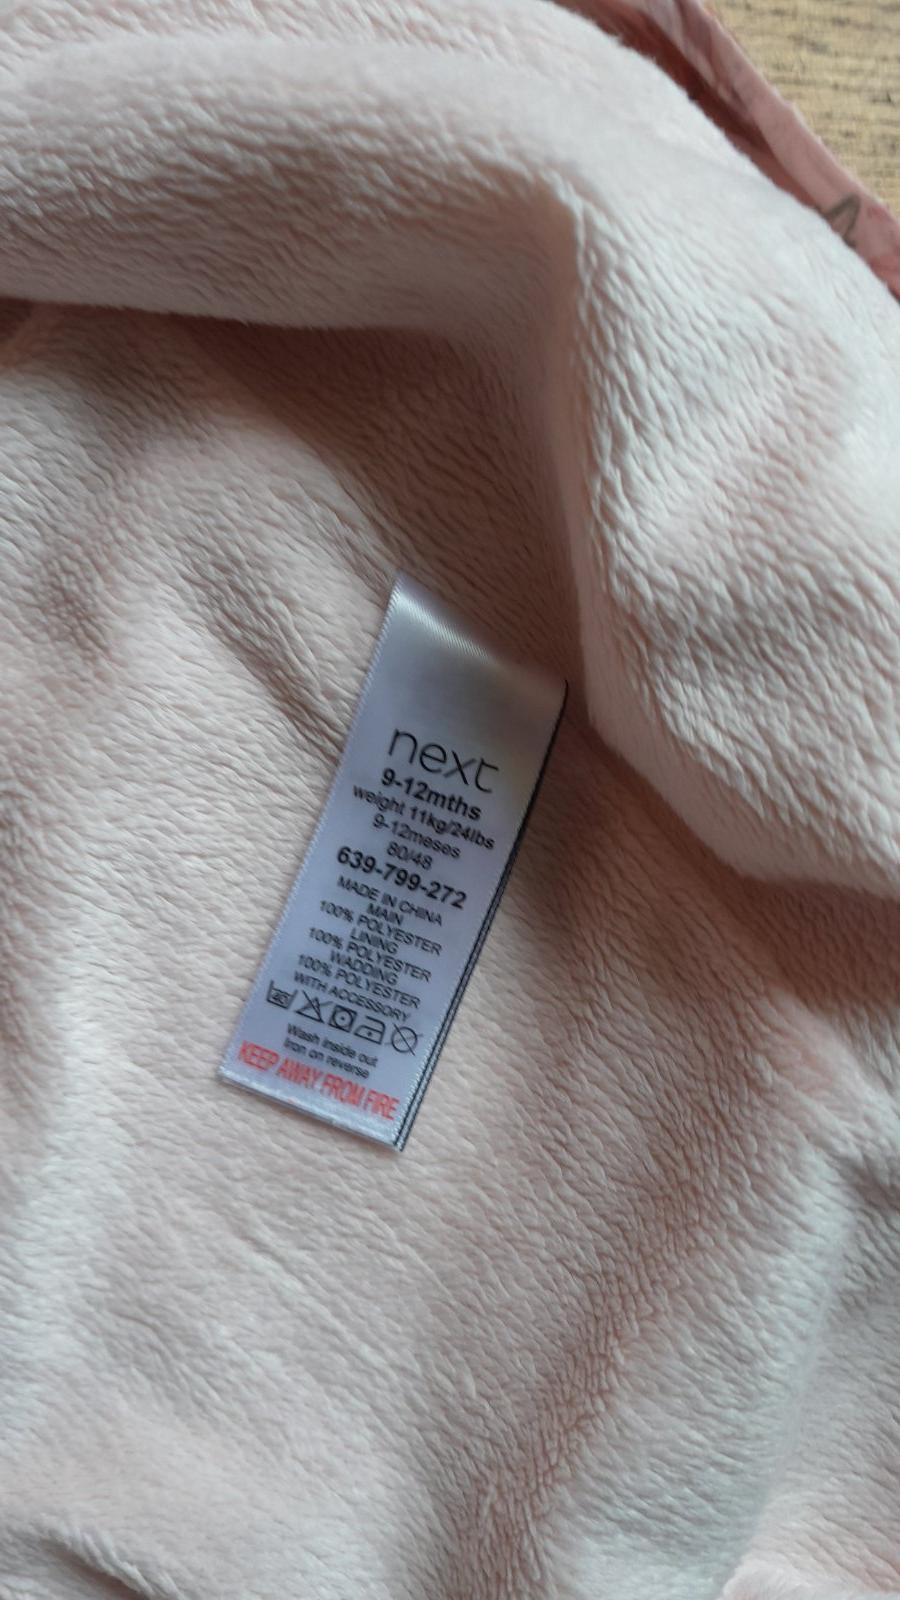 next
9-12mths
weight 11kg/24lbs
9-12meses
80/48
639-799-272
MADE IN CHINA
MAIN
100% POLYESTER
LINING
100% POLYESTER
WADDING
100% POLYESTER
WITH ACCESSORY
40
Wash inside out
Iron on reverse
KEEP AWAY FROM FIRE